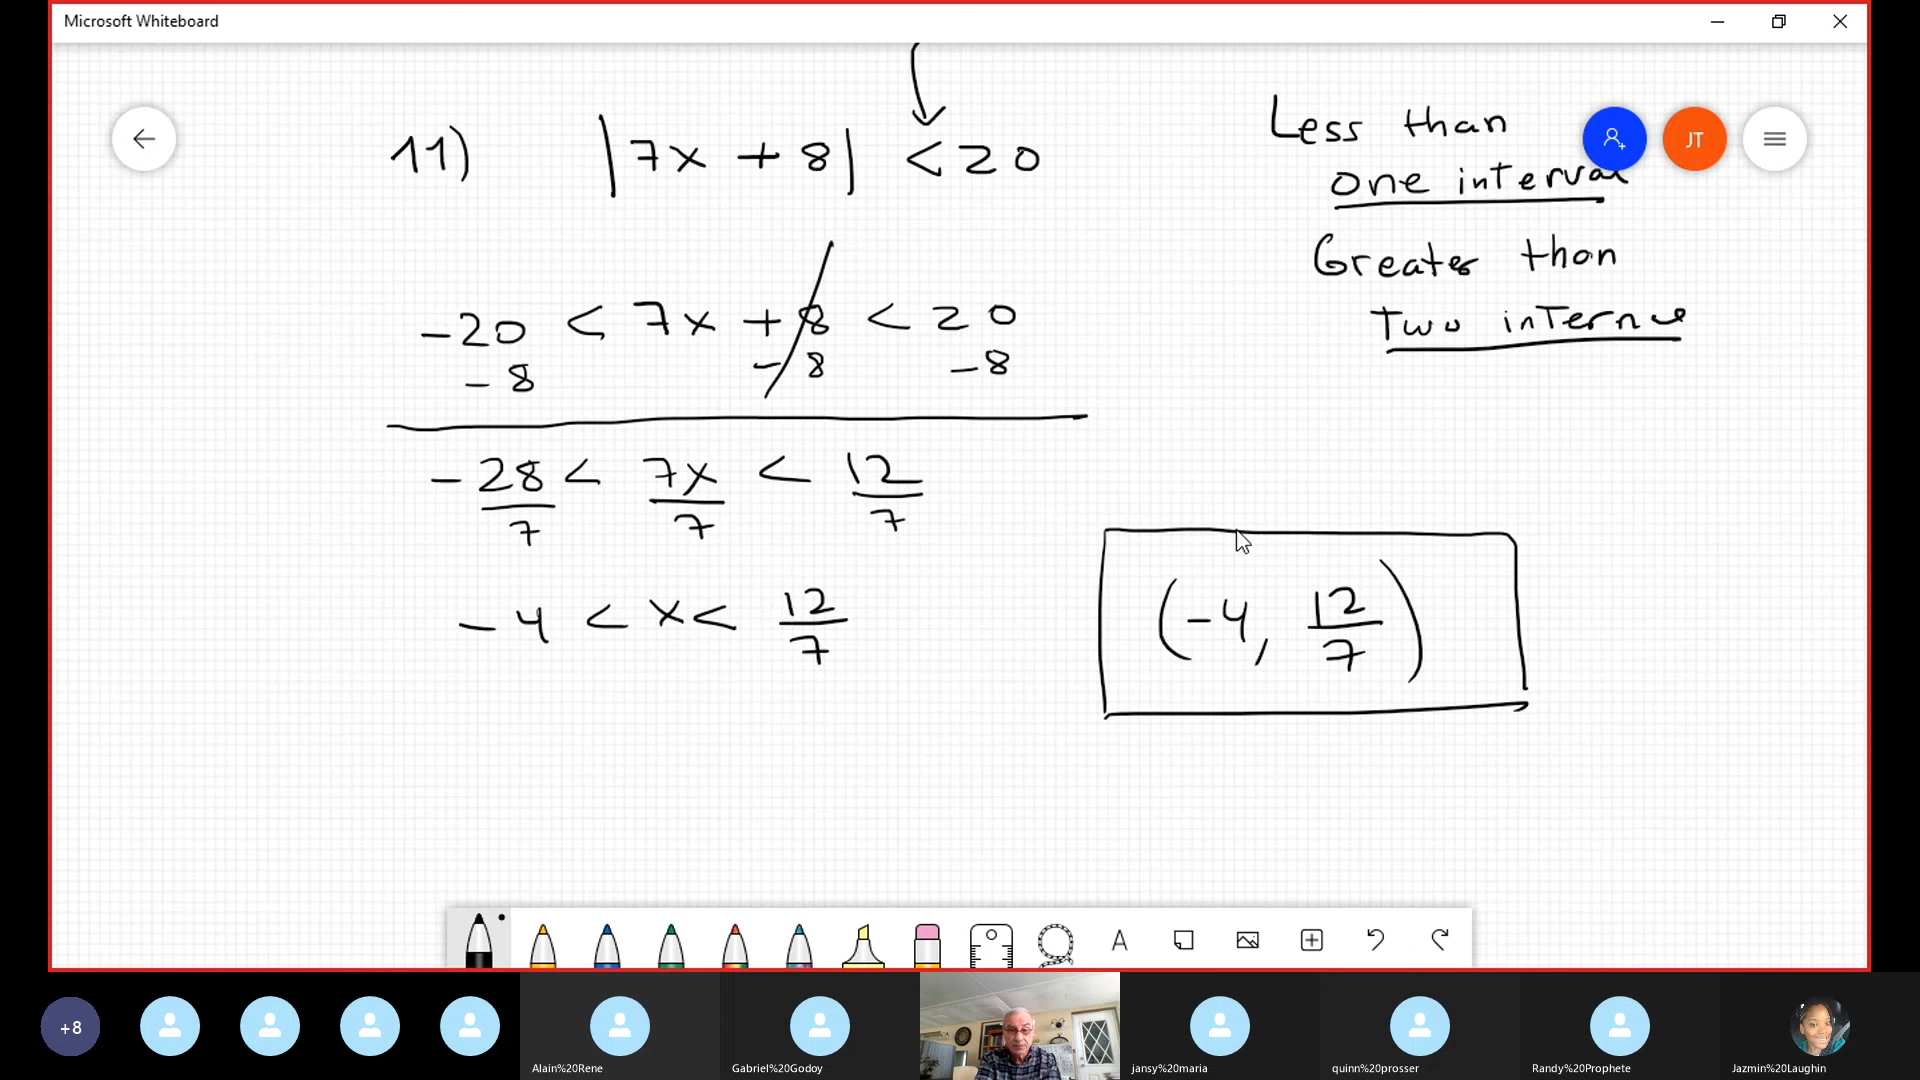 Microsoft Whiteboard
11) |7x + 8| < 20
Less than
one interval
Greater than
Two interval
JT
-20 < 7x + 8 < 20
-8 -8 -8
-28 < 7x < 12
7 7 7
-4 < x < 12/7
(-4, 12/7)
A
+8
Alain%20Rene
Gabriel%20Godoy
jansy%20maria
quinn%20prosser
Randy%20Prophete
Jazmin%20Laughin